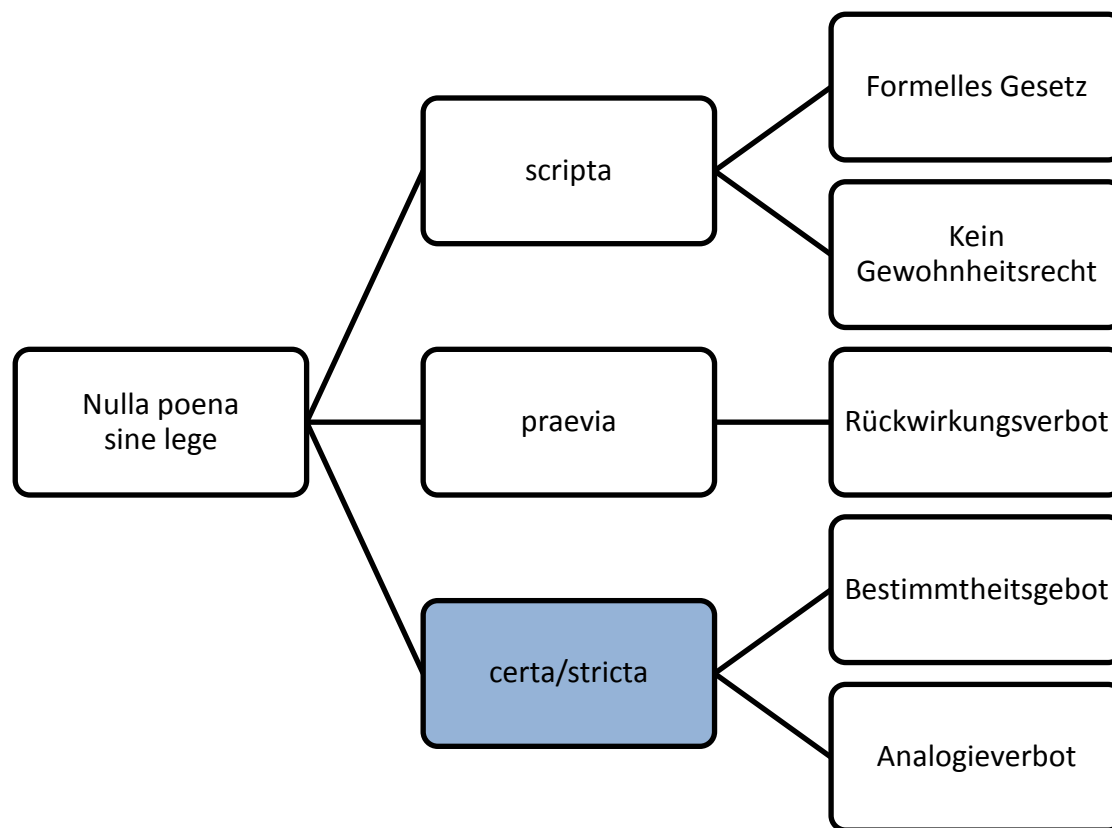 Nulla poena
sine lege
scripta
Formelles Gesetz
Kein
Gewohnheitsrecht
praevia
Rückwirkungsverbot
certa/stricta
Bestimmtheitsgebot
Analogieverbot